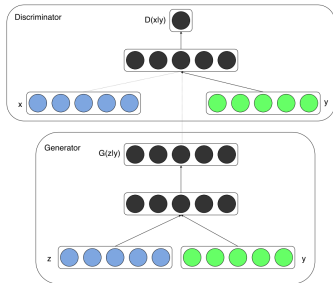 Discriminator
D(x|y)
x
y
Generator
G(z|y)
z
y